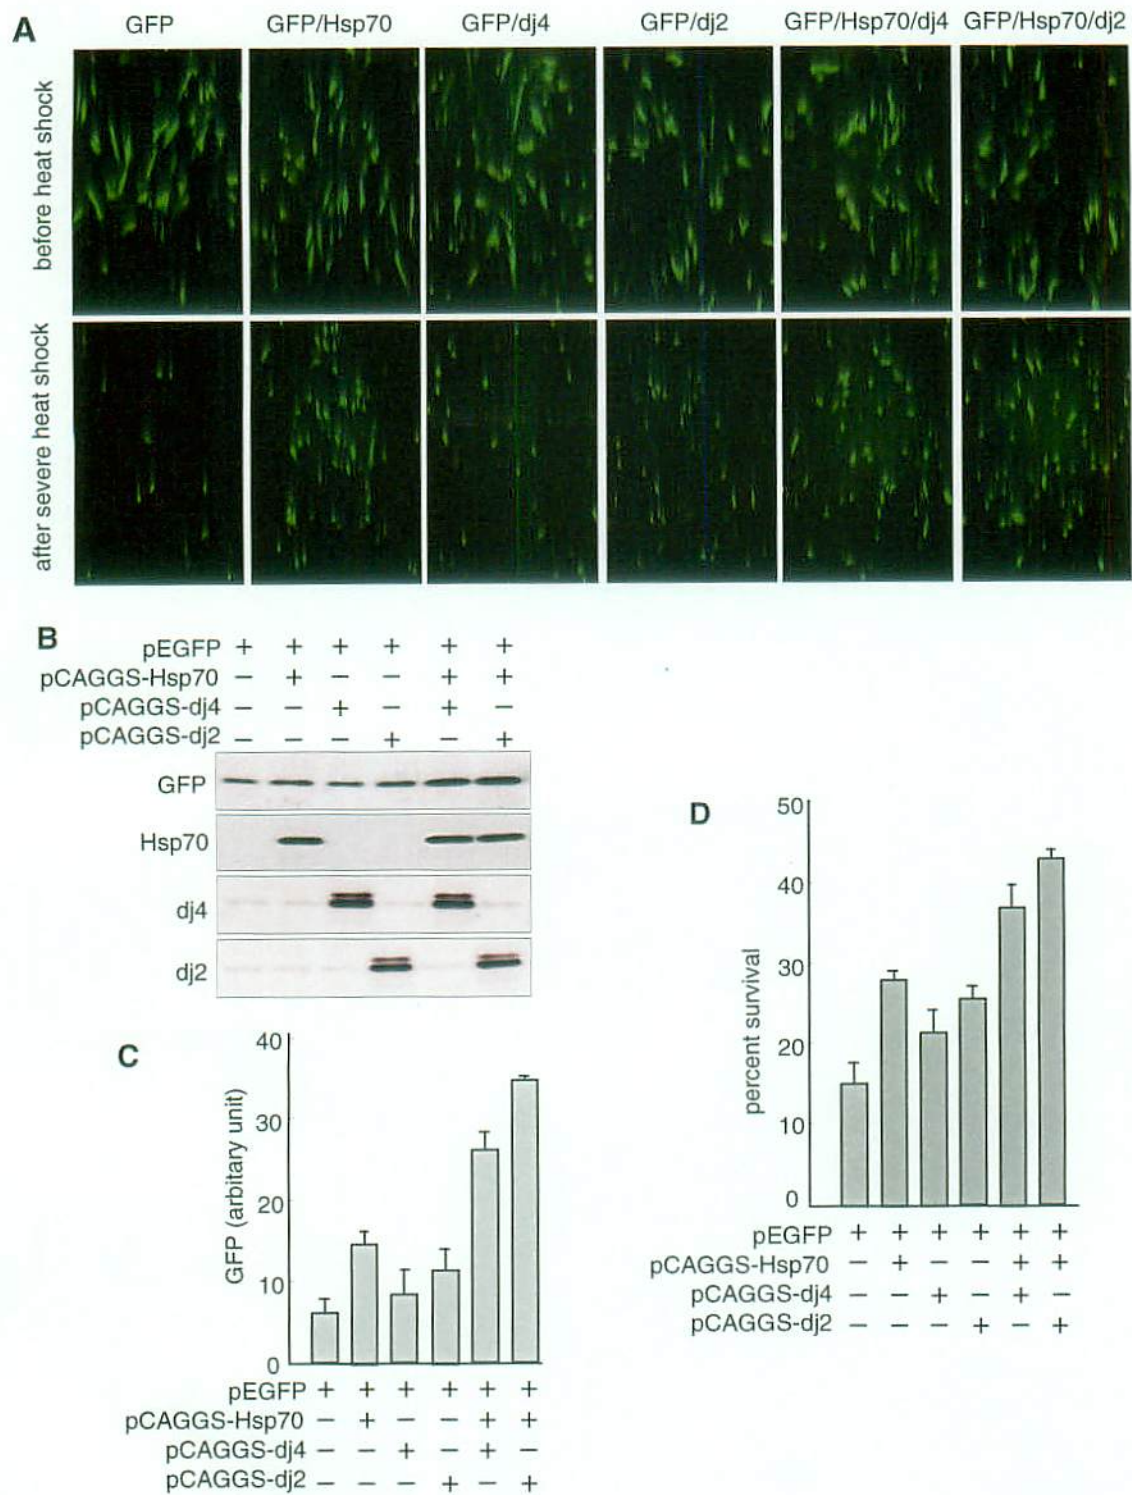 A
GFP GFP/Hsp70 GFP/dj4 GFP/dj2 GFP/Hsp70/dj4 GFP/Hsp70/dj2
before heat shock
after severe heat shock
B
pEGFP + + + + + +
pCAGGS-Hsp70 − + − − + +
pCAGGS-dj4 − − + − + −
pCAGGS-dj2 − − − + − +
GFP
Hsp70
dj4
dj2
C
GFP (arbitary unit)
40
30
20
10
0
pEGFP + + + + + +
pCAGGS-Hsp70 − + − − + +
pCAGGS-dj4 − − + − + −
pCAGGS-dj2 − − − + − +
D
percent survival
50
40
30
20
10
0
pEGFP + + + + + +
pCAGGS-Hsp70 − + − − + +
pCAGGS-dj4 − − + − + −
pCAGGS-dj2 − − − + − +